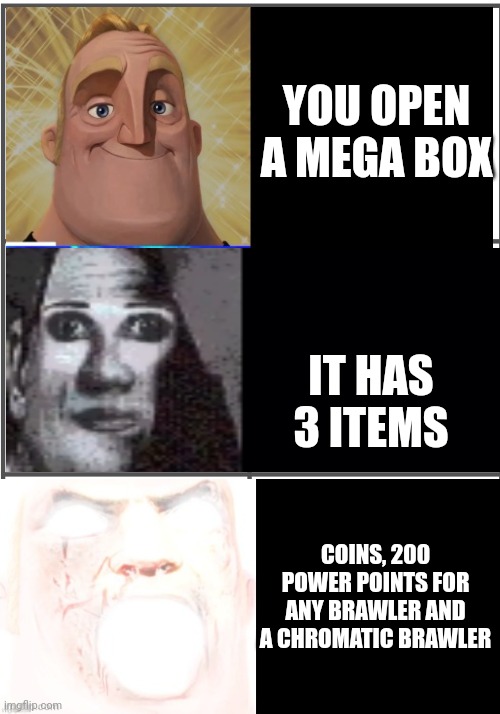 YOU OPEN
A MEGA BOX
IT HAS
3 ITEMS
COINS, 200
POWER POINTS FOR
ANY BRAWLER AND
A CHROMATIC BRAWLER
imgflip.com